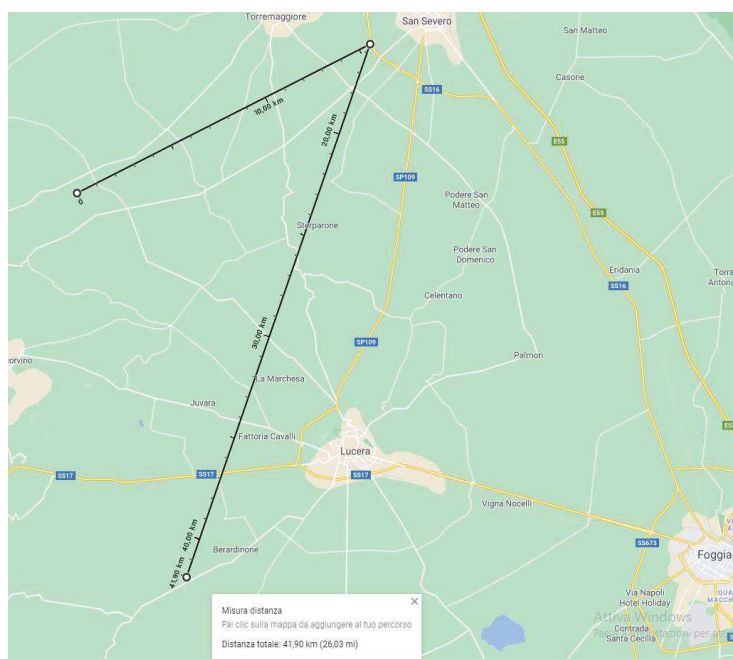 Torremaggiore
San Severo
San Matteo
Casone
10,00 km
SS16
20,00 km
E55
SP109
0
Podere San
Matteo
E55
Sterparone
Podere San
Domenico
Eridania
Torra
Antona
SS16
Celentano
30,00 km
SP109
Palmori
corvino
La Marchesa
Juvara
Fattoria Cavalli
Lucera
SS17
SS17
SS17
Vigna Nocelli
40,00 km
SS673
Foggia
Berardinone
41,90 km
Via Napoli
Hotel Holiday
Contrada
Santa Cecilia
Misura distanza
Fai clic sulla mappa da aggiungere al tuo percorso
Distanza totale: 41,90 km (26,03 mi)
Attiva Windows